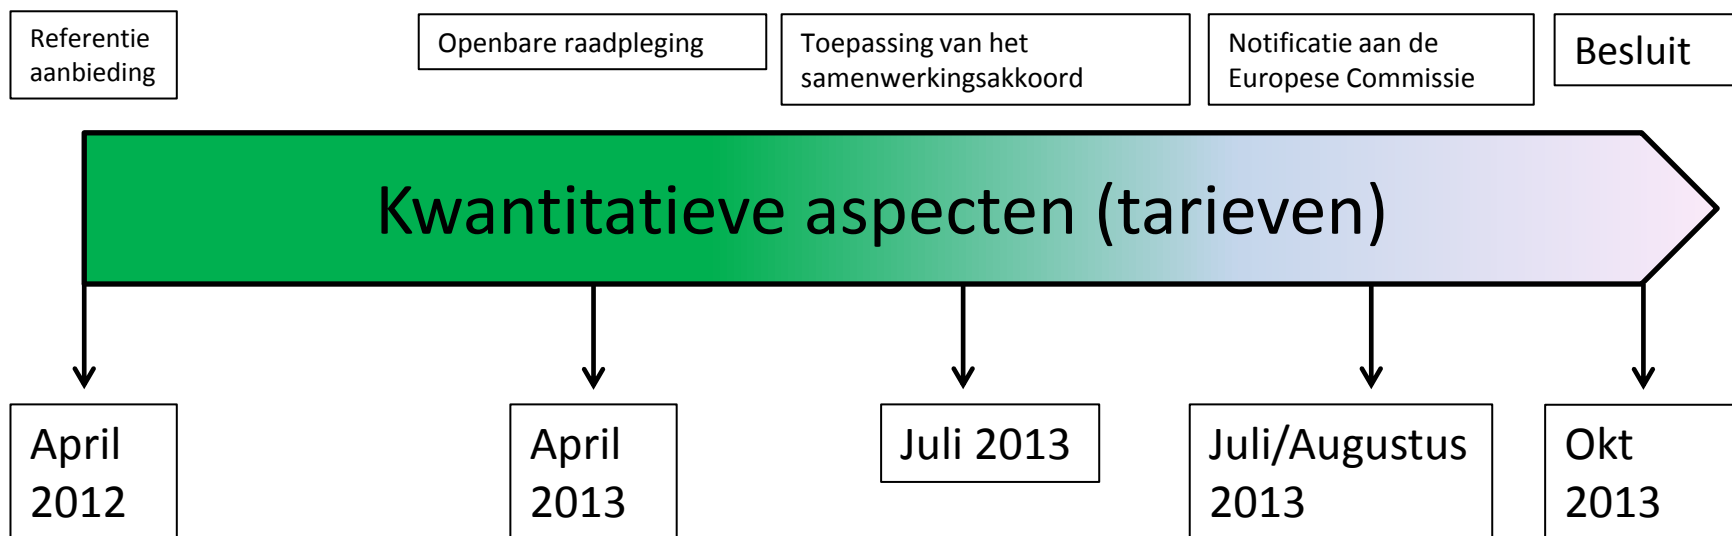 Referentie
aanbieding
Openbare raadpleging
Toepassing van het
samenwerkingsakkoord
Notificatie aan de
Europese Commissie
Besluit
Kwantitatieve aspecten (tarieven)
April
2012
April
2013
Juli 2013
Juli/Augustus
2013
Okt
2013